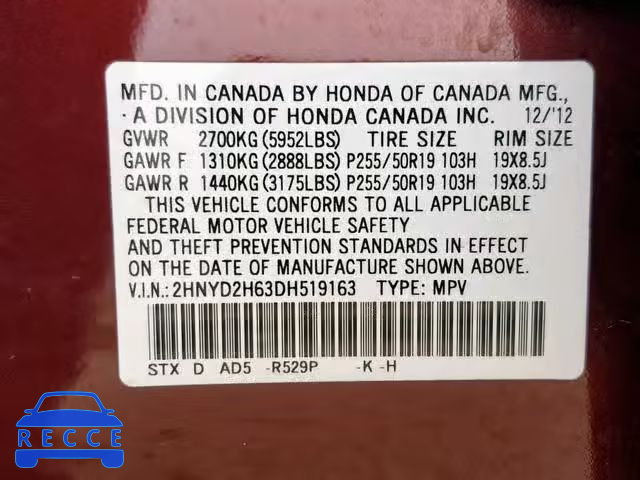 MFD. IN CANADA BY HONDA OF CANADA MFG.,
·A DIVISION OF HONDA CANADA INC. 12/'12
GVWR 2700KG(5952LBS) TIRE SIZE RIM SIZE
GAWR F 1310KG(2888LBS) P255/50R19 103H 19X8.5J
GAWR R 1440KG(3175LBS) P255/50R19 103H 19X8.5J
THIS VEHICLE CONFORMS TO ALL APPLICABLE
FEDERAL MOTOR VEHICLE SAFETY
AND THEFT PREVENTION STANDARDS IN EFFECT
ON THE DATE OF MANUFACTURE SHOWN ABOVE.
V.I.N.:2HNYD2H63DH519163 TYPE: MPV
STX D AD5 -R529P -K -H
RECCE